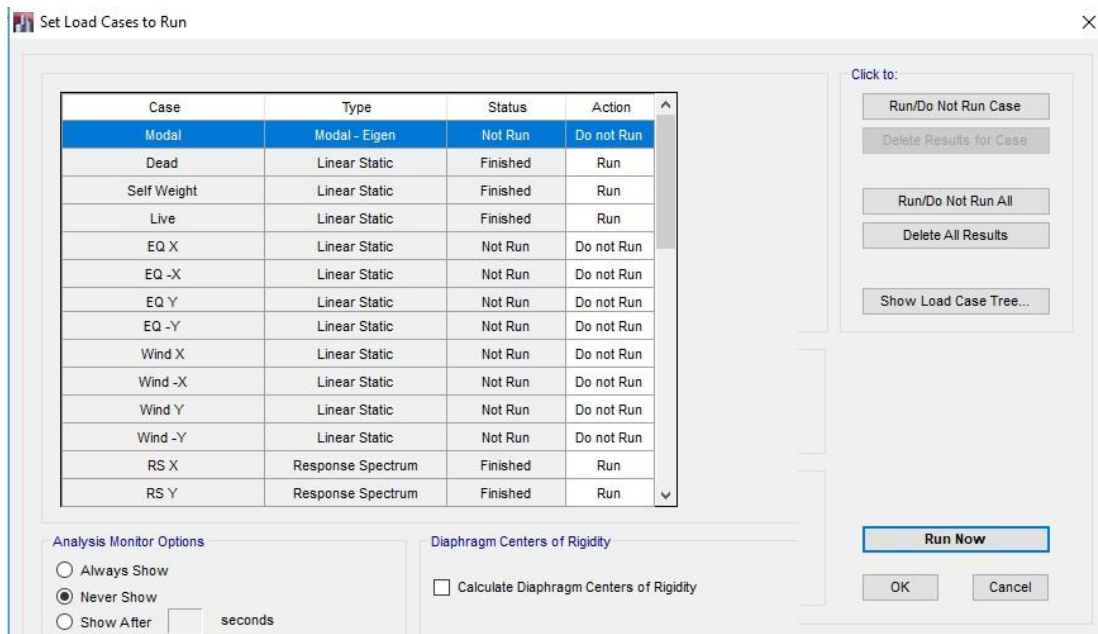 Set Load Cases to Run
Click to:
Case Type Status Action
Modal Modal - Eigen Not Run Do not Run
Dead Linear Static Finished Run
Self Weight Linear Static Finished Run
Live Linear Static Finished Run
EQ X Linear Static Not Run Do not Run
EQ -X Linear Static Not Run Do not Run
EQ Y Linear Static Not Run Do not Run
EQ -Y Linear Static Not Run Do not Run
Wind X Linear Static Not Run Do not Run
Wind -X Linear Static Not Run Do not Run
Wind Y Linear Static Not Run Do not Run
Wind -Y Linear Static Not Run Do not Run
RS X Response Spectrum Finished Run
RS Y Response Spectrum Finished Run
Run/Do Not Run Case
Delete Results for Case
Run/Do Not Run All
Delete All Results
Show Load Case Tree...
Analysis Monitor Options
Always Show
Never Show
Show After seconds
Diaphragm Centers of Rigidity
Calculate Diaphragm Centers of Rigidity
Run Now
OK Cancel